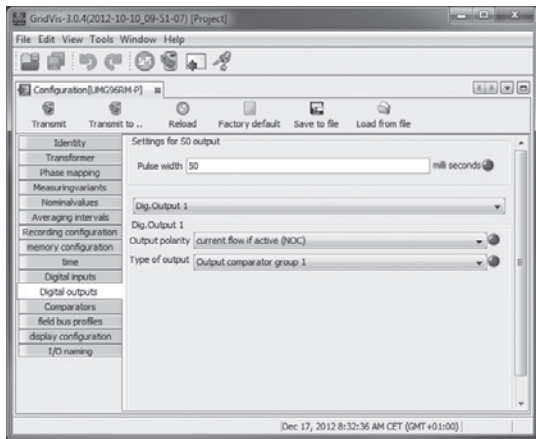 GridVis-3.0.4(2012-10-10_09-51-07) [Project]
File Edit View Tools Window Help
Configuration[UMG96RM-P]
Transmit Transmit to .. Reload Factory default Save to file Load from file
Identity
Transformer
Phase mapping
Measuringvariants
Nominalvalues
Averaging intervals
Recording configuration
memory configuration
time
Digital inputs
Digital outputs
Comparators
field bus profiles
display configuration
I/O naming
Settings for S0 output
Pulse width 50 milli seconds
Dig.Output 1
Dig.Output 1
Output polarity current flow if active (NOC)
Type of output Output comparator group 1
Dec 17, 2012 8:32:36 AM CET (GMT+01:00)